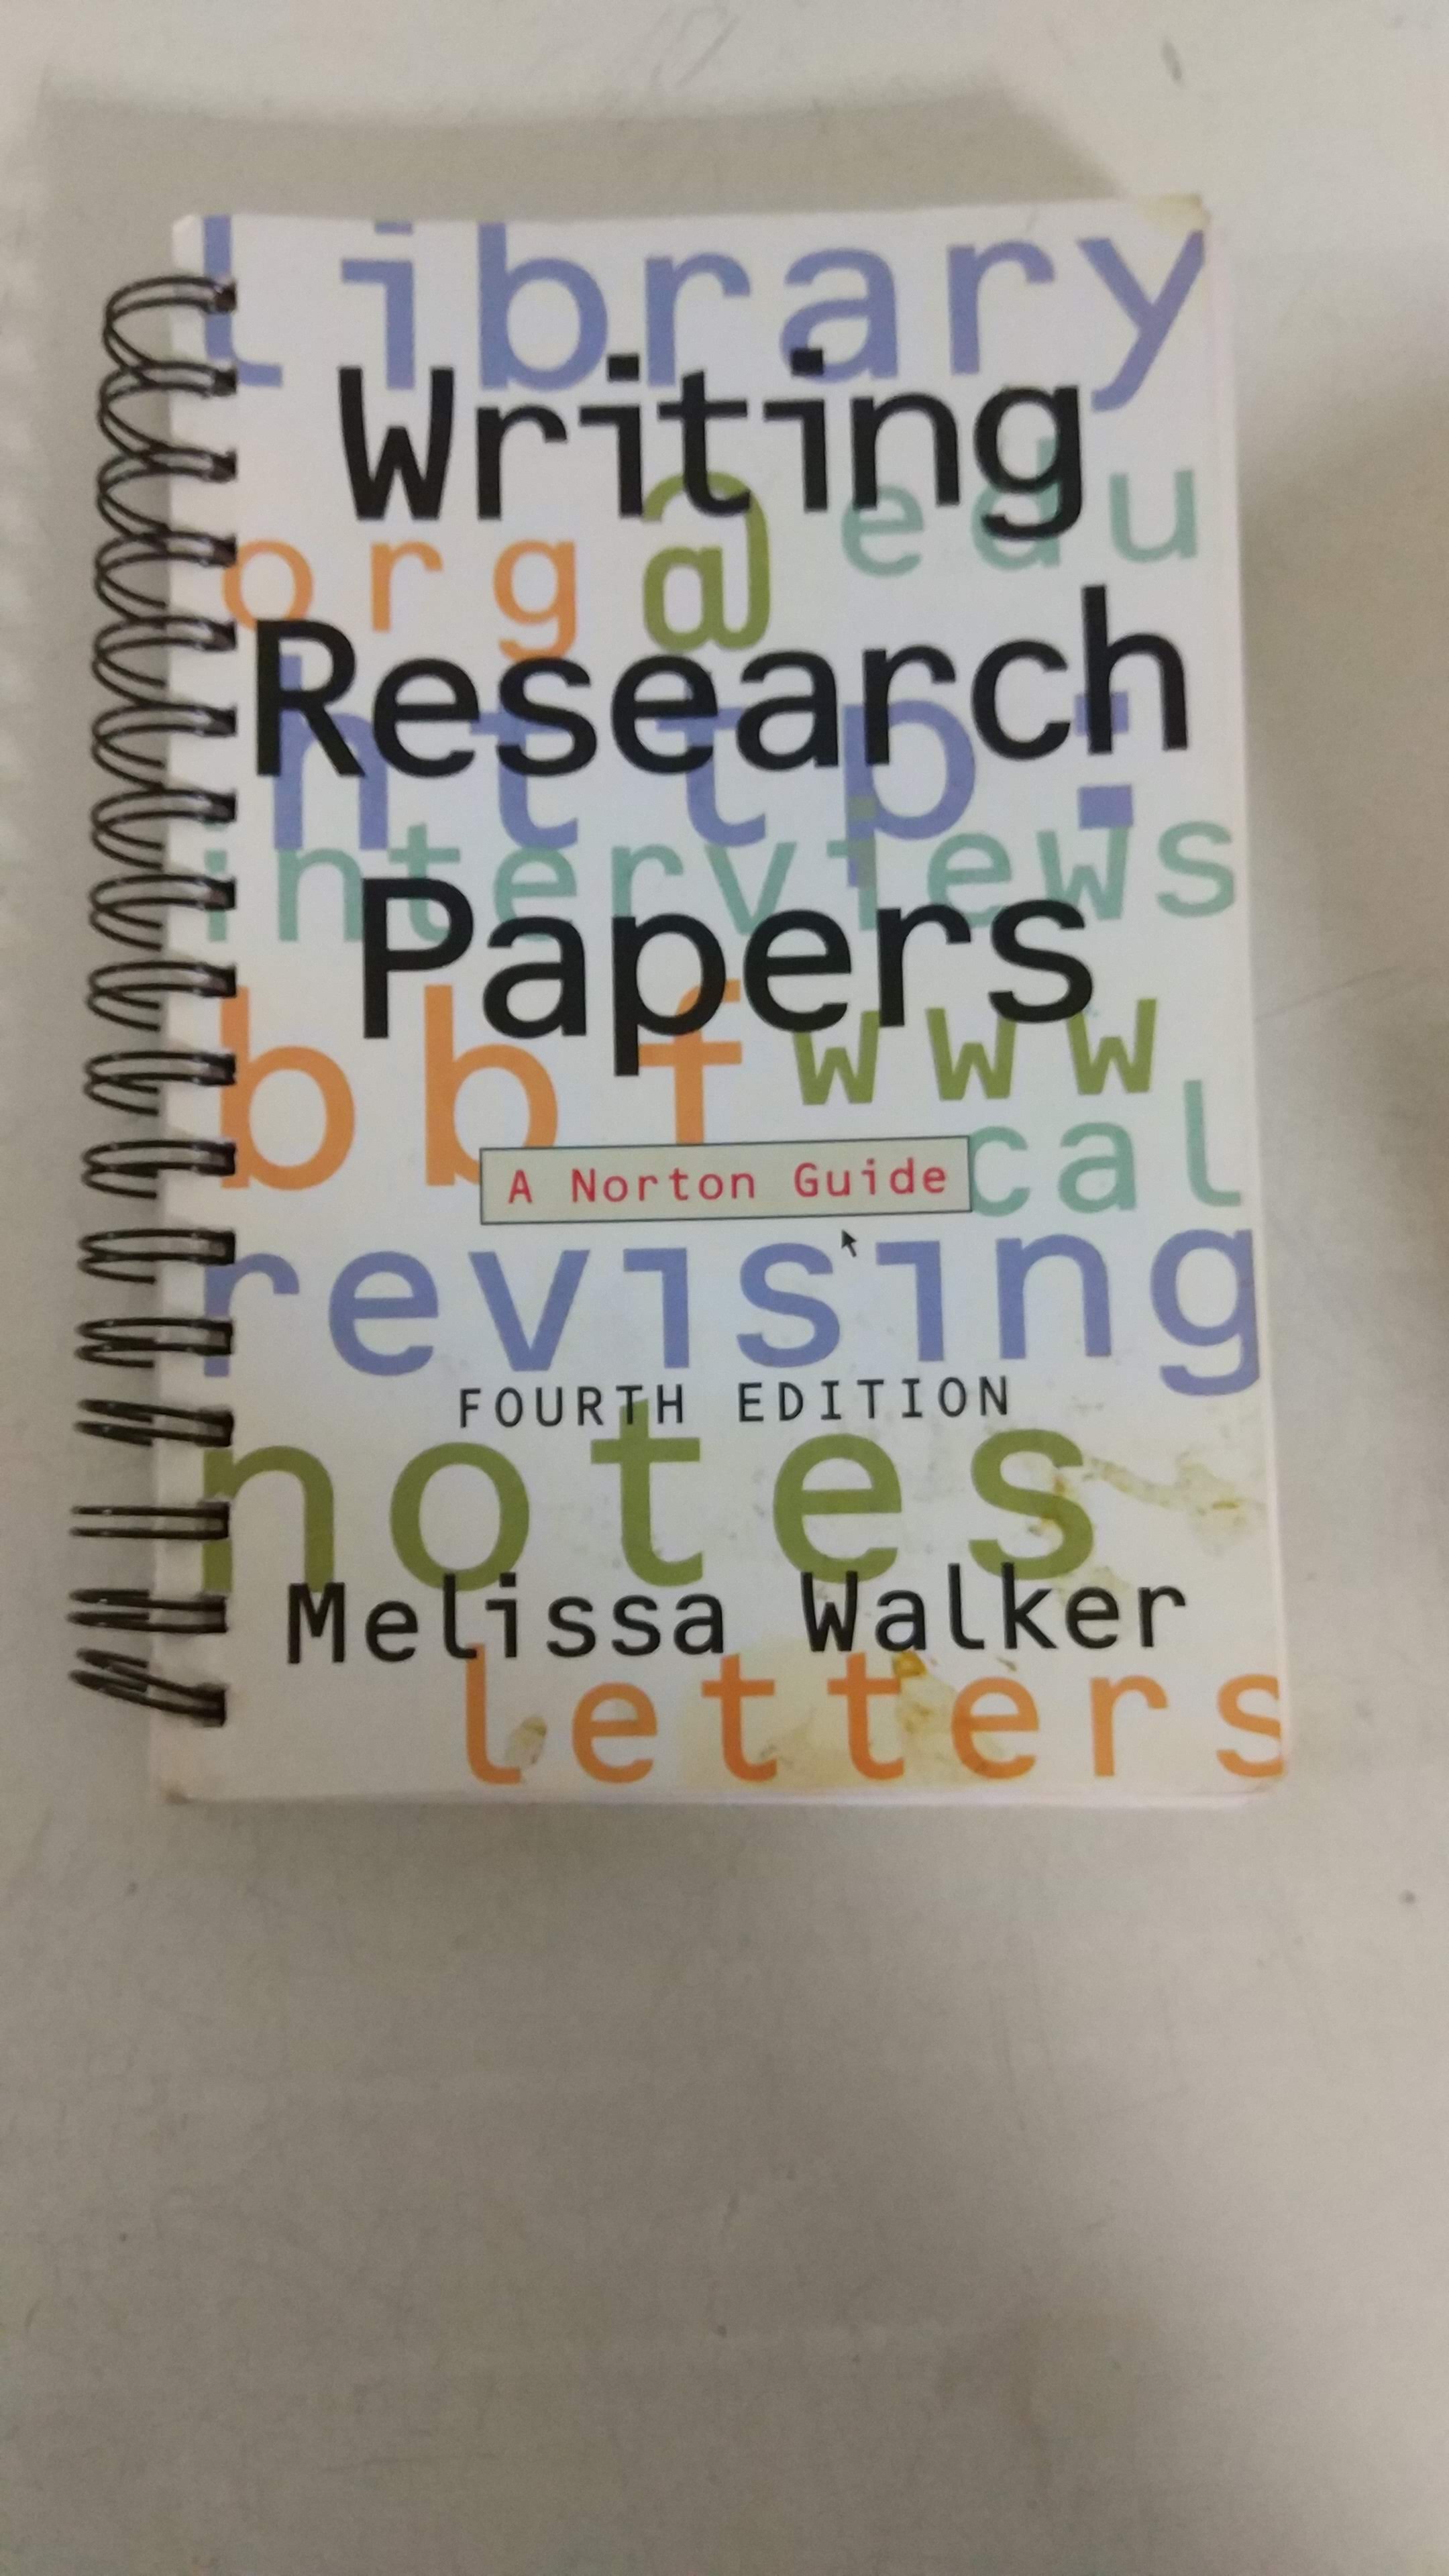 library
Writing
org @ edu
Research
http:
interviews
Papers
bbf www
A Norton Guide
cal
revising
FOURTH EDITION
notes
Melissa Walker
letters